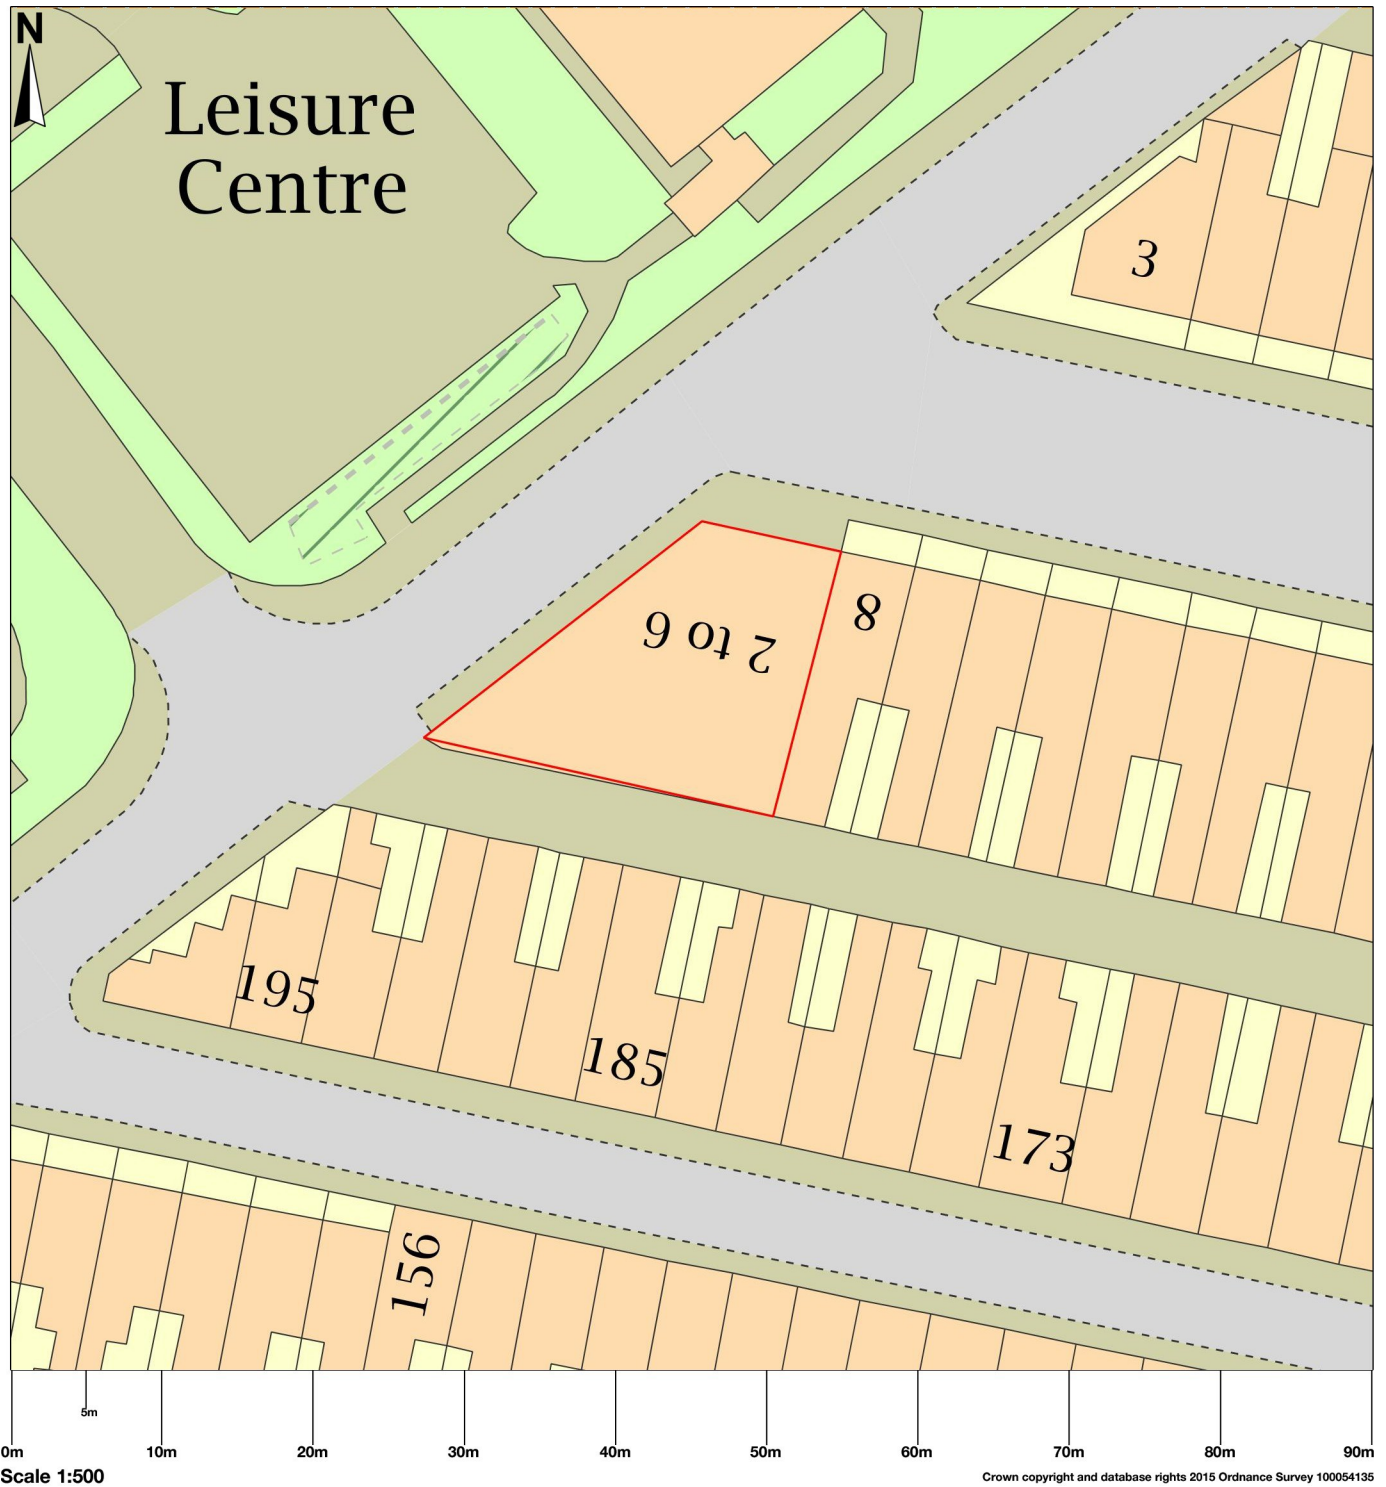 N
Leisure
Centre
3
8
2 to 6
195
185
173
156
5m
0m 10m 20m 30m 40m 50m 60m 70m 80m 90m
Scale 1:500
Crown copyright and database rights 2015 Ordnance Survey 100054135